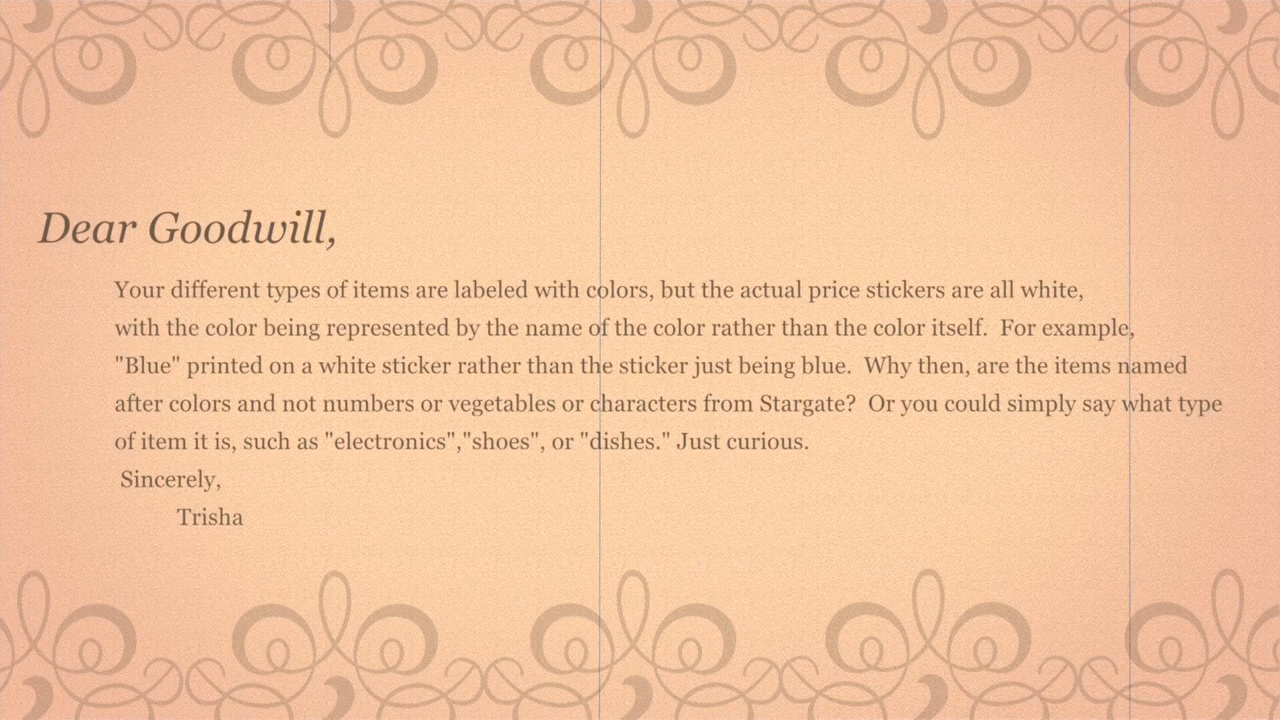 Dear Goodwill,
Your different types of items are labeled with colors, but the actual price stickers are all white,
with the color being represented by the name of the color rather than the color itself.  For example,
"Blue" printed on a white sticker rather than the sticker just being blue.  Why then, are the items named
after colors and not numbers or vegetables or characters from Stargate?  Or you could simply say what type
of item it is, such as "electronics","shoes", or "dishes." Just curious.
Sincerely,
Trisha